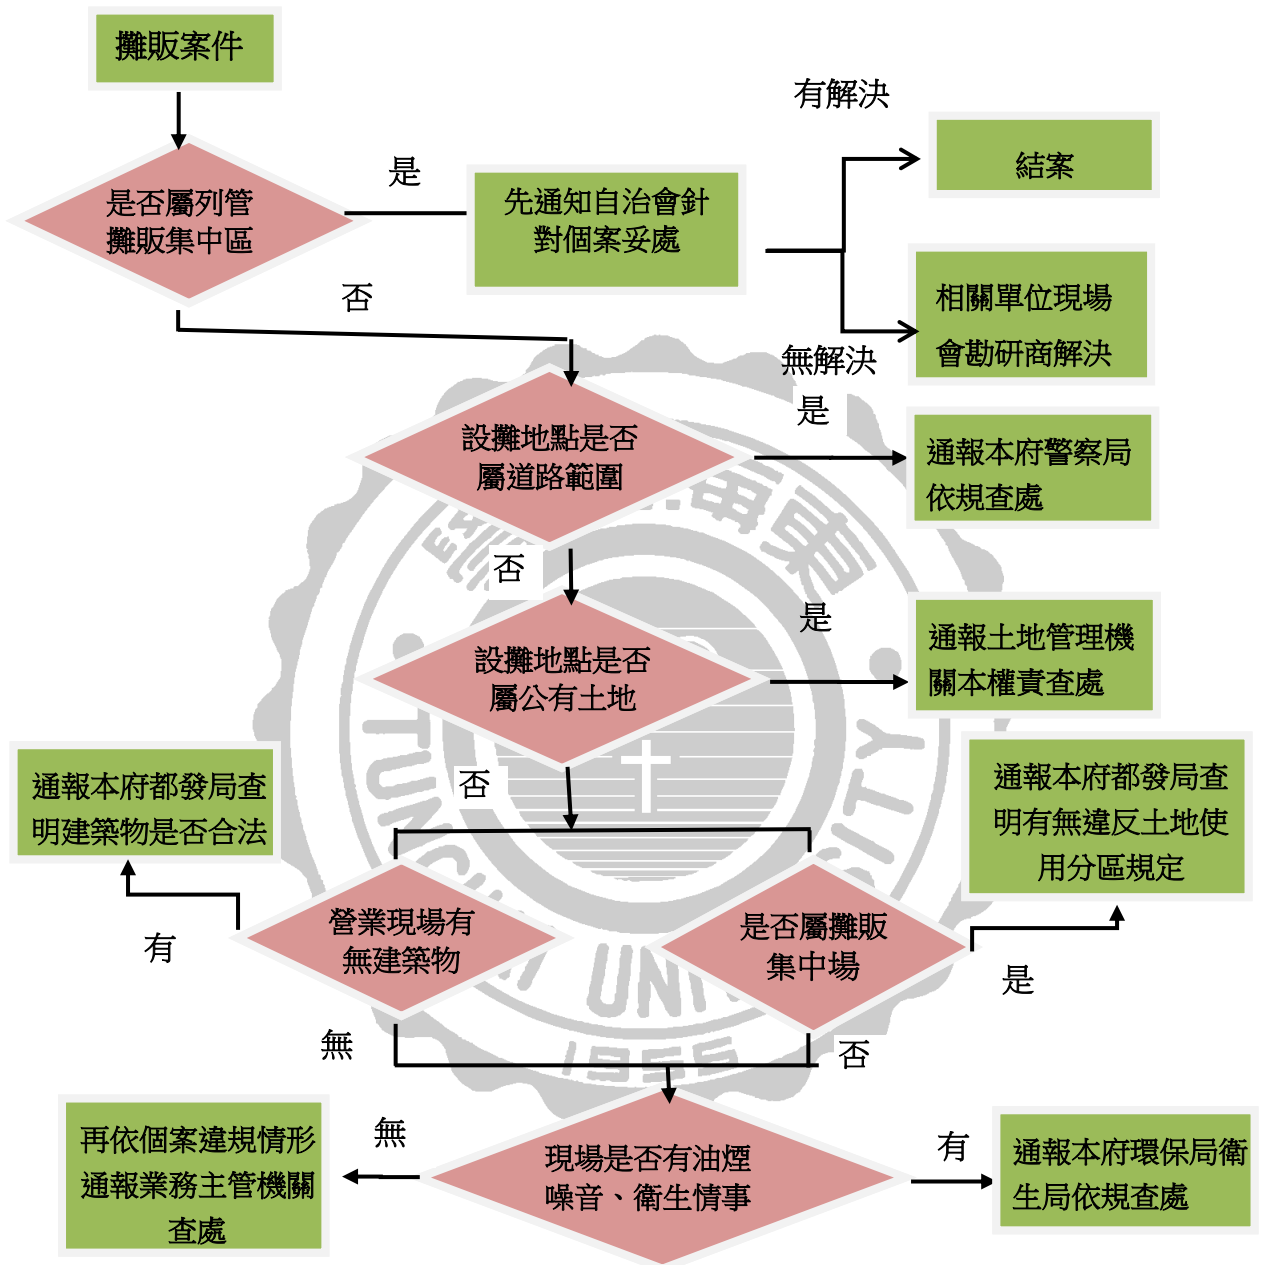 攤販案件
有解決
結案
是否屬列管
攤販集中區
是
先通知自治會針
對個案妥處
否
相關單位現場
會勘研商解決
無解決
設攤地點是否
屬道路範圍
是
通報本府警察局
依規查處
否
設攤地點是否
屬公有土地
是
通報土地管理機
關本權責查處
否
通報本府都發局查
明建築物是否合法
通報本府都發局查
明有無違反土地使
用分區規定
營業現場有
無建築物
有
是否屬攤販
集中場
是
無
否
再依個案違規情形
通報業務主管機關
查處
無
現場是否有油煙
噪音、衛生情事
有
通報本府環保局衛
生局依規查處
1955